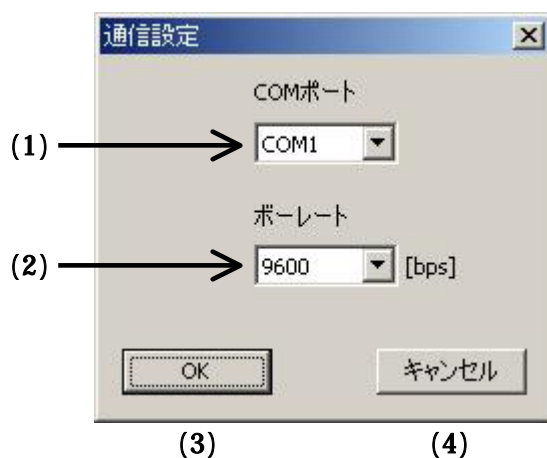 通信設定
COMポート
(1)
COM1
ボーレート
(2)
9600 [bps]
OK キャンセル
(3) (4)